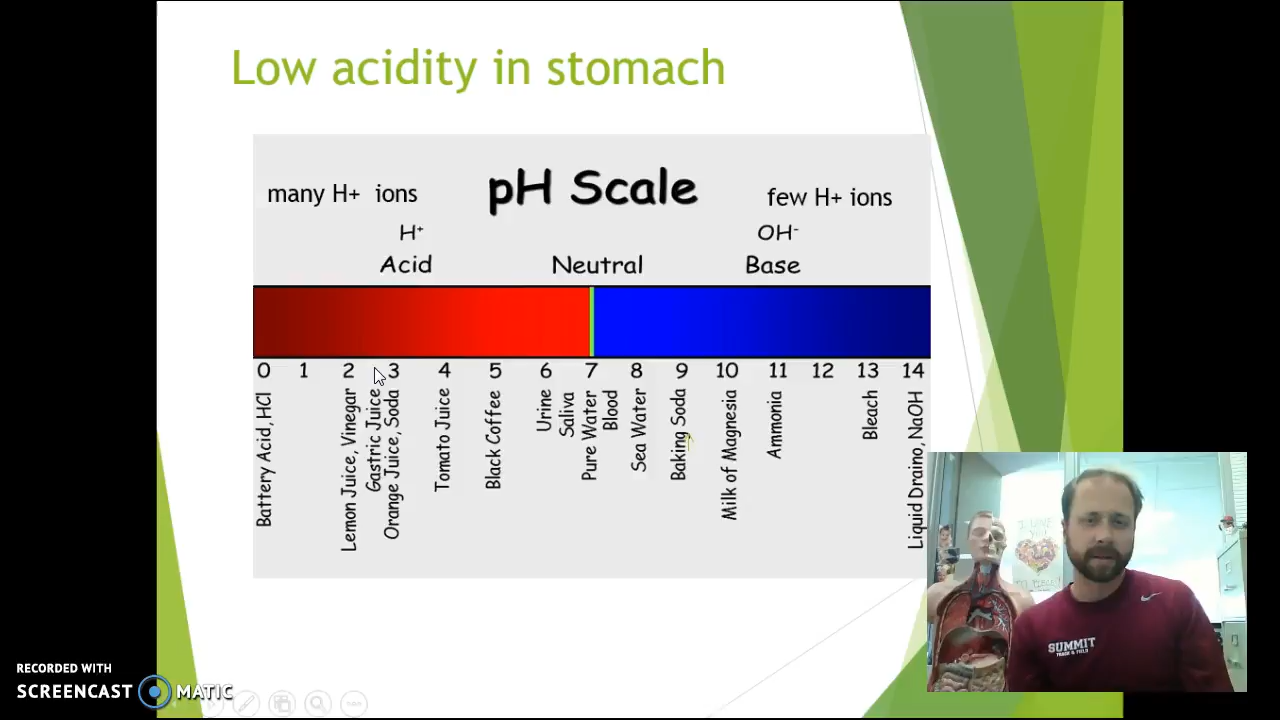 Low acidity in stomach
pH Scale
many H+ ions
few H+ ions
H+
OH-
Acid
Neutral
Base
0 1 2 3 4 5 6 7 8 9 10 11 12 13 14
Battery Acid, HCl
Lemon Juice, Vinegar
Gastric Juice
Orange Juice, Soda
Tomato Juice
Black Coffee
Urine
Saliva
Pure Water
Blood
Sea Water
Baking Soda
Milk of Magnesia
Ammonia
Bleach
Liquid Draino, NaOH
I LOVE
SUMMIT
TRACK & FIELD
RECORDED WITH
SCREENCAST MATIC